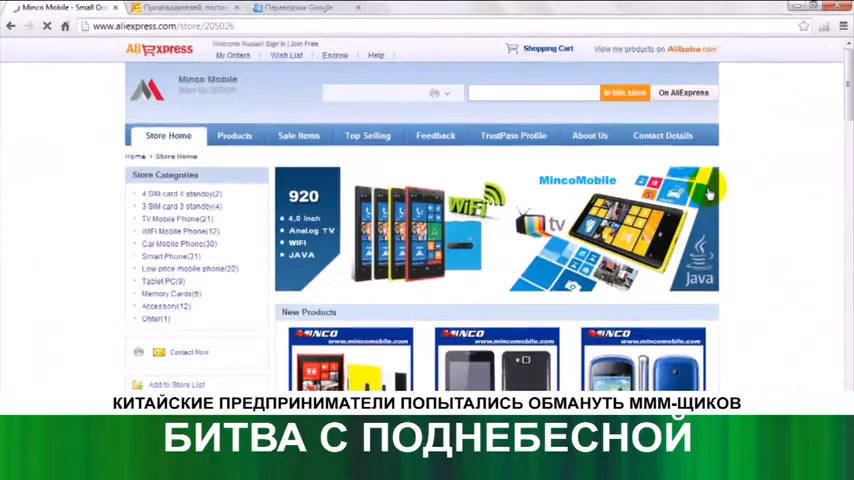 Minco Mobile - Small Or
Производители, постав
Переводчик Google
www.aliexpress.com/store/205026
AliExpress
Welcome Ruslan! Sign In | Join Free
My Orders
Wish List
Escrow
Help
Shopping Cart
View my products on Alibaba.com
Minco Mobile
Store No.205026
In this store
On AliExpress
Store Home
Products
Sale Items
Top Selling
Feedback
TrustPass Profile
About Us
Contact Details
Home > Store Home
Store Categories
4 SIM card 4 standby(2)
3 SIM card 3 standby(4)
TV Mobile Phone(21)
WIFI Mobile Phone(12)
Car Mobile Phone(30)
Smart Phone(31)
Low price mobile phone(22)
Tablet PC(9)
Memory Cards(5)
Accessory(12)
Ohter(1)
Contact Now
Add to Store List
920
4,0 Inch
Analog TV
WIFI
JAVA
WiFi
MincoMobile
tv
Java
New Products
MINCO
www.mincomobile.com
MINCO
www.mincomobile.com
MINCO
www.mincomobile.com
КИТАЙСКИЕ ПРЕДПРИНИМАТЕЛИ ПОПЫТАЛИСЬ ОБМАНУТЬ МММ-ЩИКОВ
БИТВА С ПОДНЕБЕСНОЙ